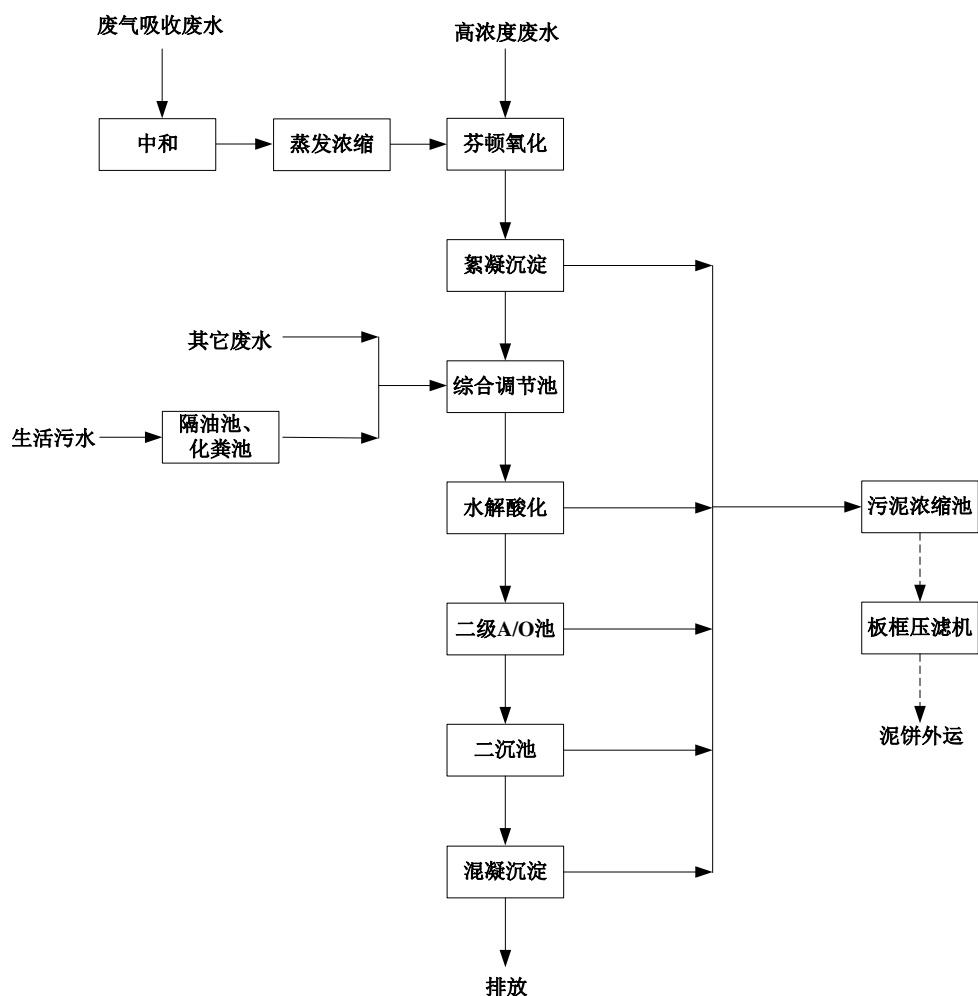 废气吸收废水
高浓度废水
中和
蒸发浓缩
芬顿氧化
絮凝沉淀
其它废水
综合调节池
生活污水
隔油池、
化粪池
水解酸化
污泥浓缩池
二级A/O池
板框压滤机
二沉池
泥饼外运
混凝沉淀
排放